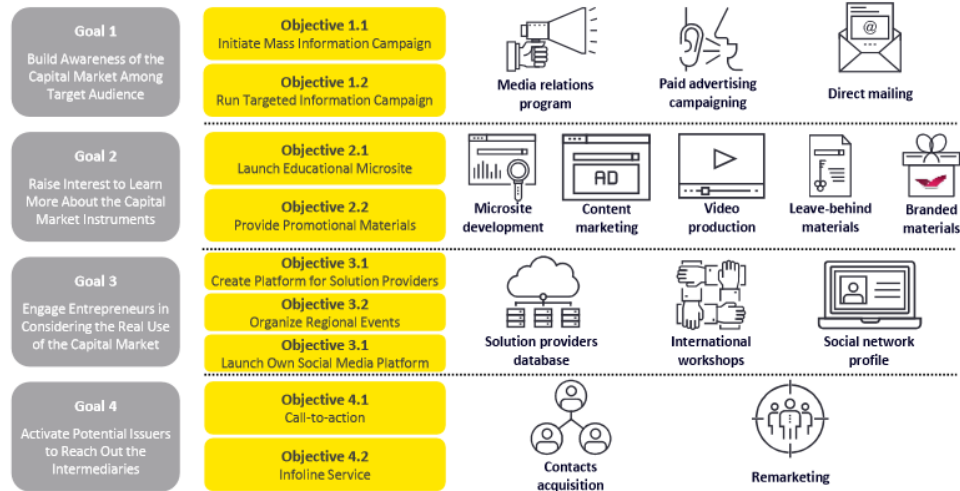 Goal 1
Build Awareness of the
Capital Market Among
Target Audience
Objective 1.1
Initiate Mass Information Campaign
Objective 1.2
Run Targeted Information Campaign
Media relations
program
Paid advertising
campaigning
@
Direct mailing
Goal 2
Raise Interest to Learn
More About the Capital
Market Instruments
Objective 2.1
Launch Educational Microsite
Objective 2.2
Provide Promotional Materials
Microsite
development
AD
Content
marketing
Video
production
Leave-behind
materials
Branded
materials
Goal 3
Engage Entrepreneurs in
Considering the Real Use
of the Capital Market
Objective 3.1
Create Platform for Solution Providers
Objective 3.2
Organize Regional Events
Objective 3.1
Launch Own Social Media Platform
Solution providers
database
International
workshops
Social network
profile
Goal 4
Activate Potential Issuers
to Reach Out the
Intermediaries
Objective 4.1
Call-to-action
Objective 4.2
Infoline Service
Contacts
acquisition
Remarketing